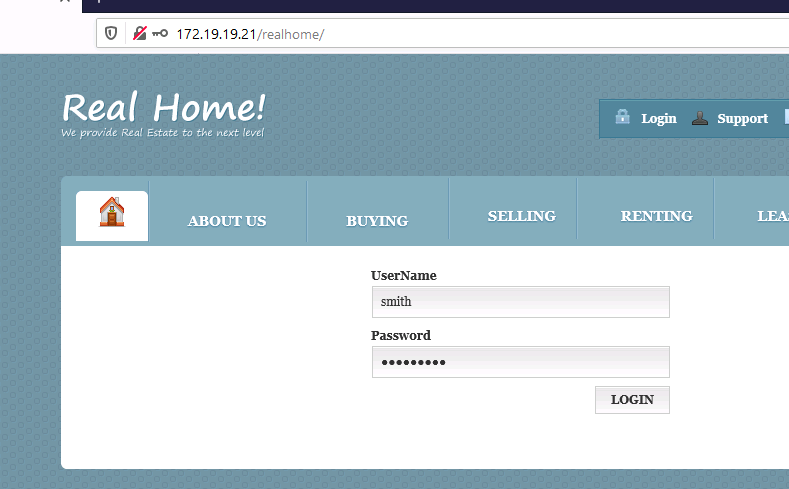 172.19.19.21/realhome/
Real Home!
We provide Real Estate to the next level
Login Support
ABOUT US BUYING SELLING RENTING LEA
UserName
smith
Password
•••••••••
LOGIN